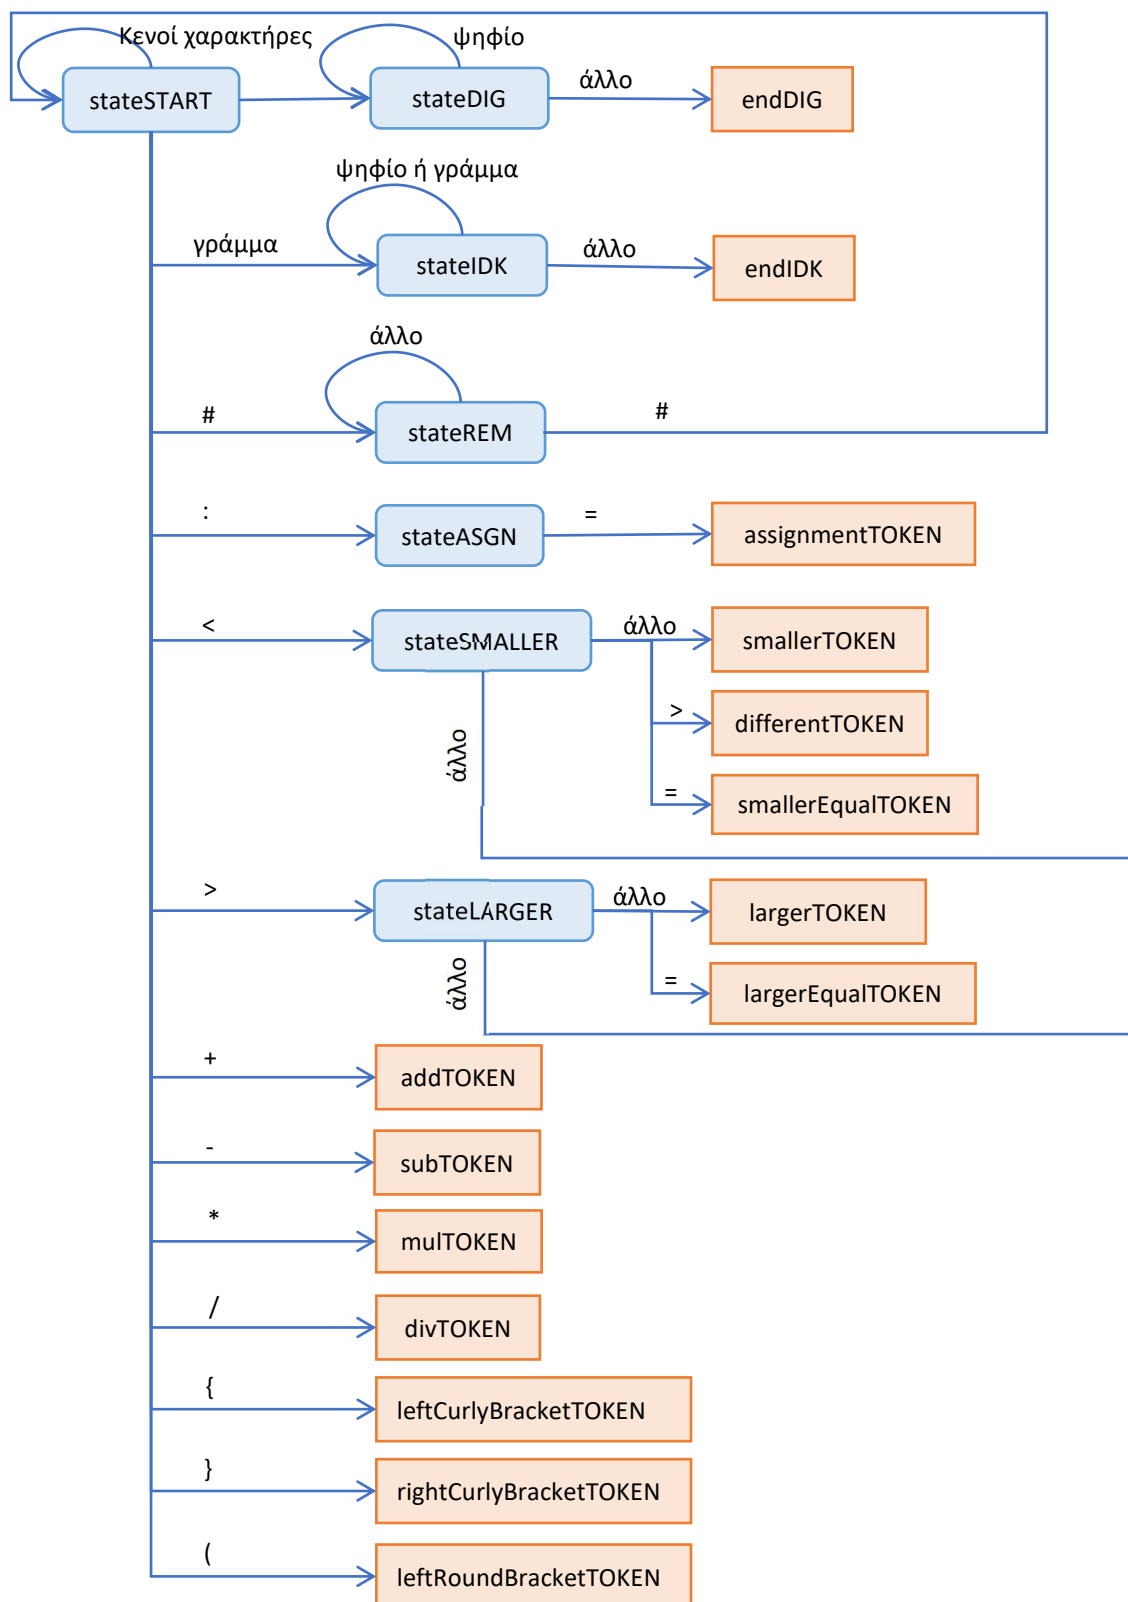 Κενοί χαρακτήρες
ψηφίο
stateSTART
stateDIG
άλλο
endDIG
ψηφίο ή γράμμα
γράμμα
stateIDK
άλλο
endIDK
άλλο
#
stateREM
#
:
stateASGN
=
assignmentTOKEN
<
stateSMALLER
άλλο
smallerTOKEN
>
differentTOKEN
άλλο
=
smallerEqualTOKEN
>
stateLARGER
άλλο
largerTOKEN
άλλο
=
largerEqualTOKEN
+
addTOKEN
-
subTOKEN
*
mulTOKEN
/
divTOKEN
{
leftCurlyBracketTOKEN
}
rightCurlyBracketTOKEN
(
leftRoundBracketTOKEN